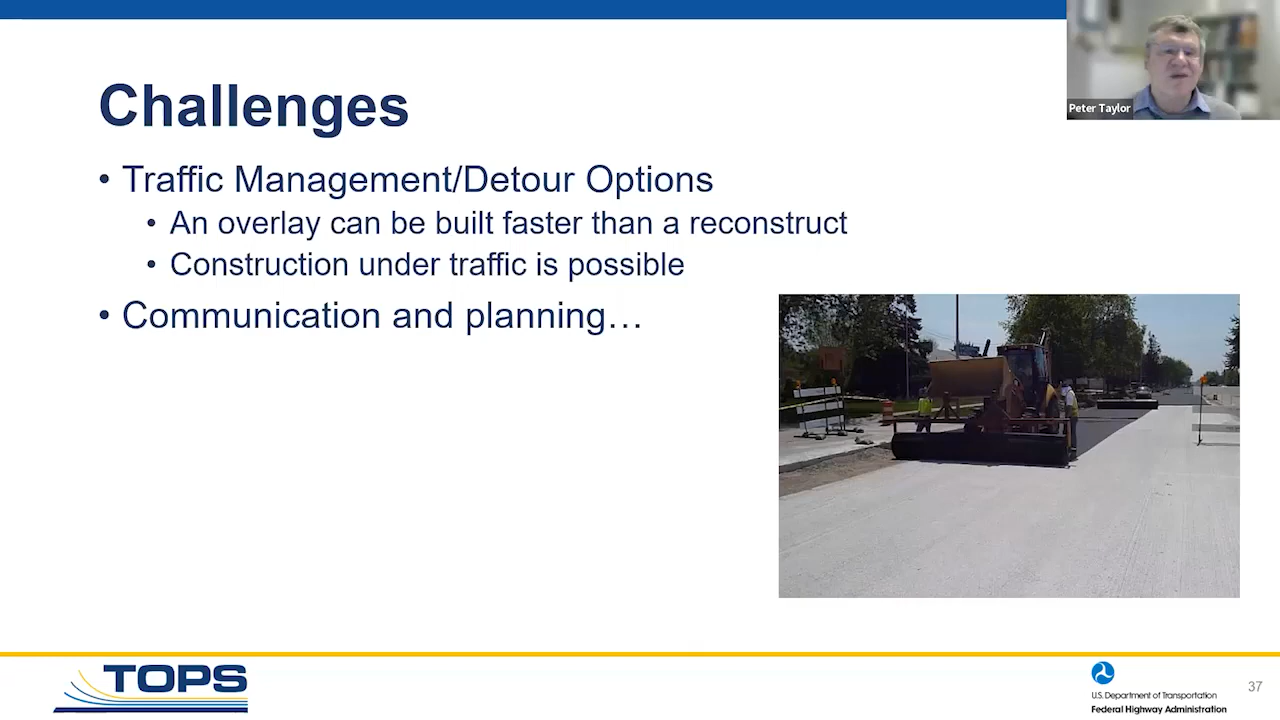 Peter Taylor
Challenges
• Traffic Management/Detour Options
• An overlay can be built faster than a reconstruct
• Construction under traffic is possible
• Communication and planning…
TOPS
U.S. Department of Transportation
Federal Highway Administration
37